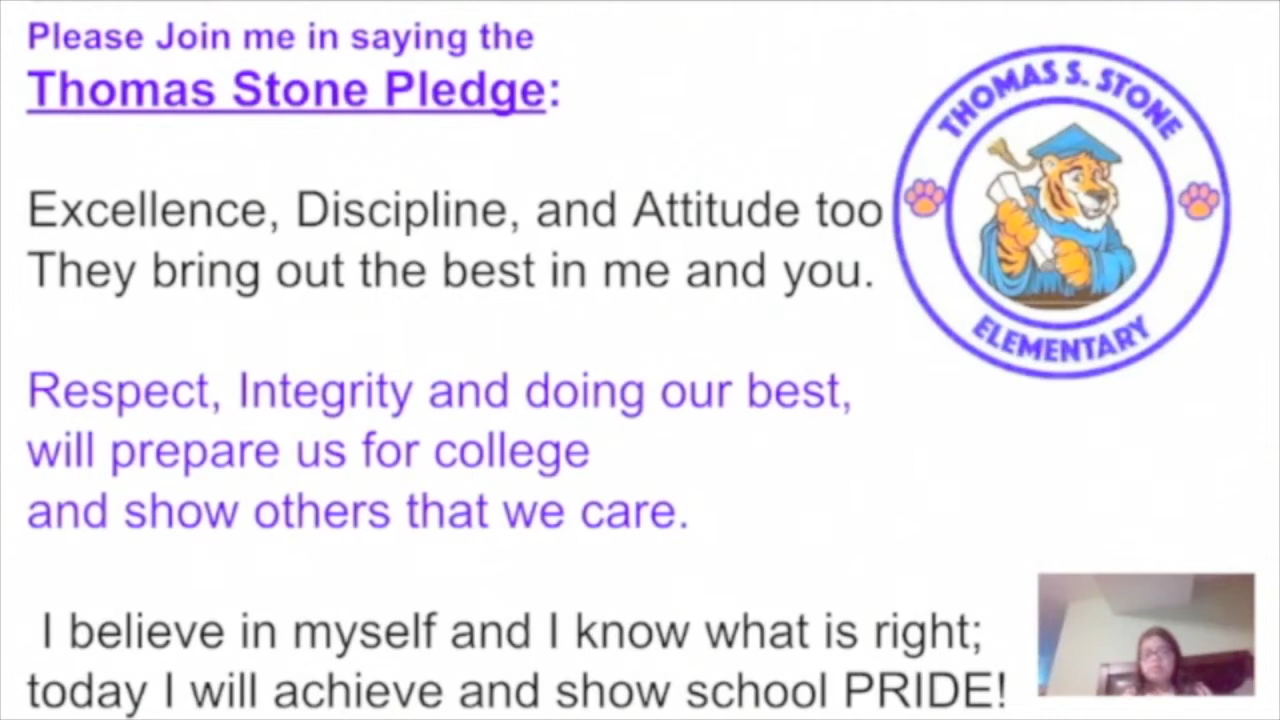 Please Join me in saying the
Thomas Stone Pledge:
Excellence, Discipline, and Attitude too
They bring out the best in me and you.
Respect, Integrity and doing our best,
will prepare us for college
and show others that we care.
I believe in myself and I know what is right;
today I will achieve and show school PRIDE!
THOMAS S. STONE
ELEMENTARY